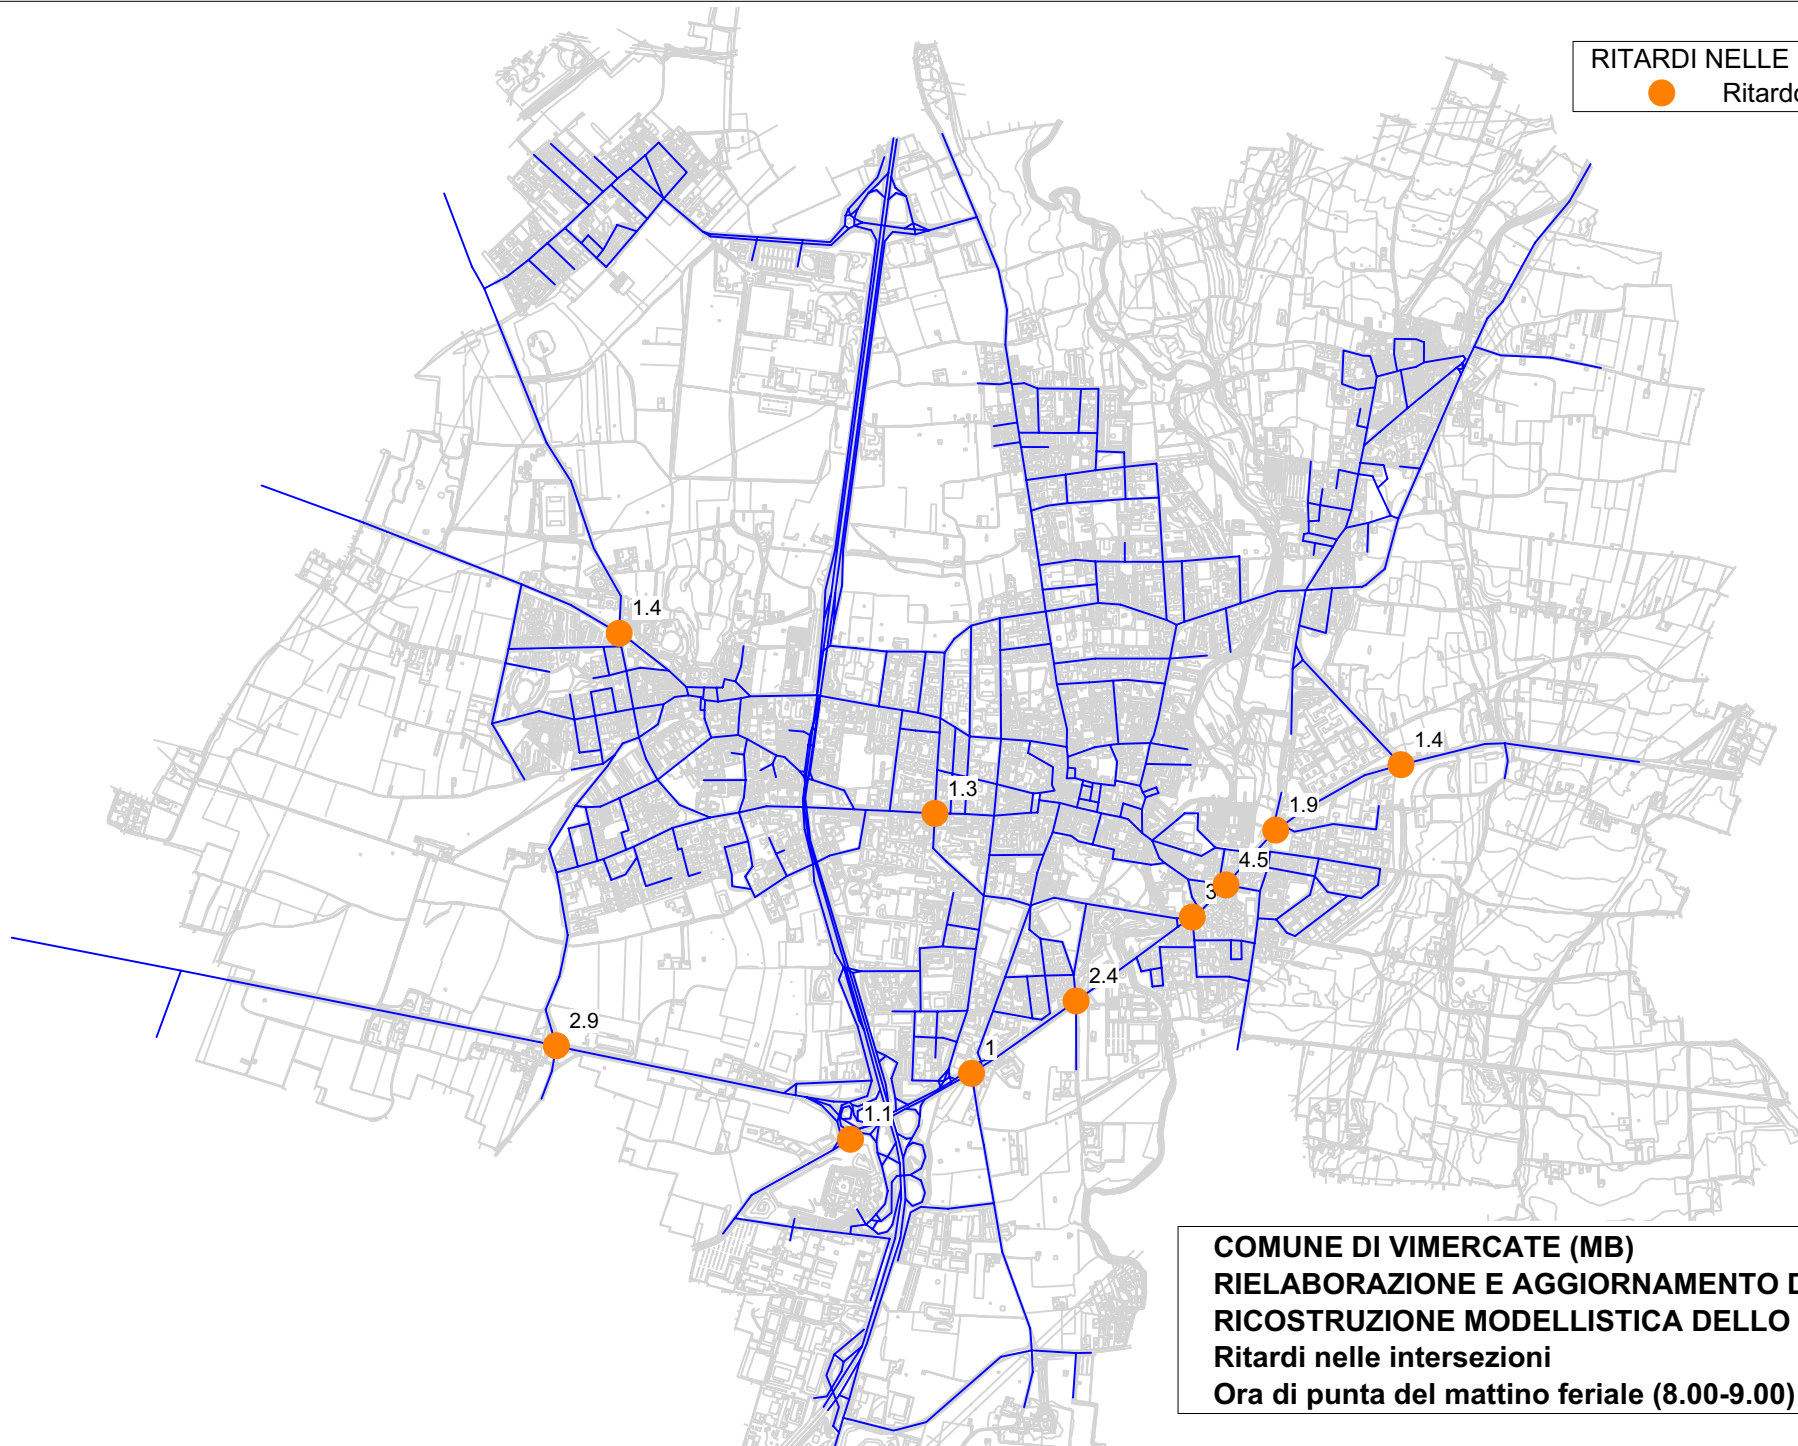 RITARDI NELLE
Ritardo
1.4
1.4
1.3
1.9
4.5
3
2.4
2.9
1
1.1
COMUNE DI VIMERCATE (MB)
RIELABORAZIONE E AGGIORNAMENTO D
RICOSTRUZIONE MODELLISTICA DELLO
Ritardi nelle intersezioni
Ora di punta del mattino feriale (8.00-9.00)